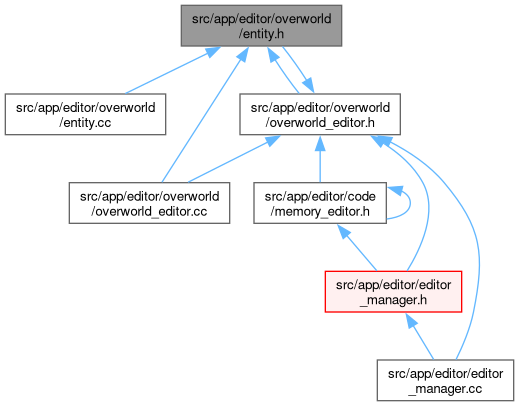 src/app/editor/overworld
/entity.h
src/app/editor/overworld
/entity.cc
src/app/editor/overworld
/overworld_editor.h
src/app/editor/overworld
/overworld_editor.cc
src/app/editor/code
/memory_editor.h
src/app/editor/editor
_manager.h
src/app/editor/editor
_manager.cc